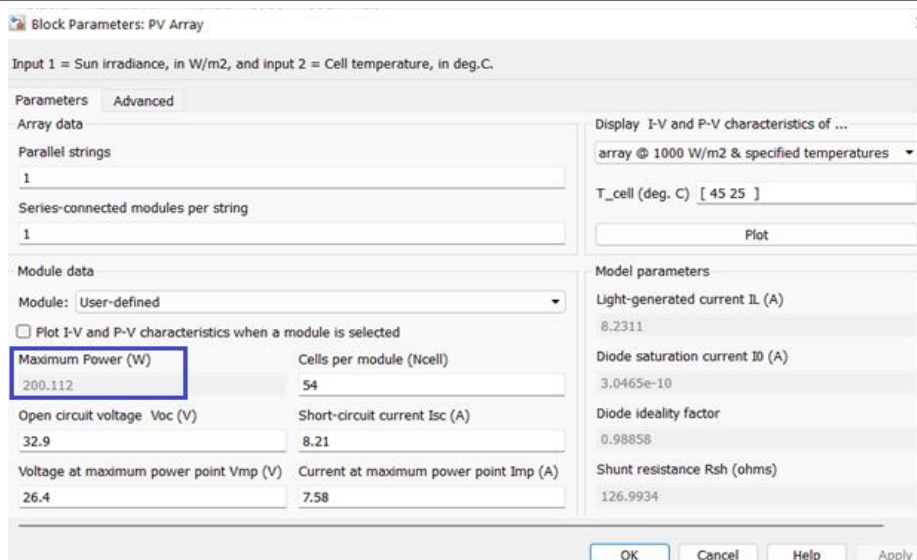 Block Parameters: PV Array
Input 1 = Sun irradiance, in W/m2, and input 2 = Cell temperature, in deg.C.
Parameters Advanced
Array data
Parallel strings
1
Series-connected modules per string
1
Display I-V and P-V characteristics of ...
array @ 1000 W/m2 & specified temperatures
T_cell (deg. C) [ 45 25 ]
Plot
Module data
Module: User-defined
Plot I-V and P-V characteristics when a module is selected
Maximum Power (W) Cells per module (Ncell)
200.112 54
Open circuit voltage Voc (V) Short-circuit current Isc (A)
32.9 8.21
Voltage at maximum power point Vmp (V) Current at maximum power point Imp (A)
26.4 7.58
Model parameters
Light-generated current IL (A)
8.2311
Diode saturation current I0 (A)
3.0465e-10
Diode ideality factor
0.98858
Shunt resistance Rsh (ohms)
126.9934
OK Cancel Help Apply